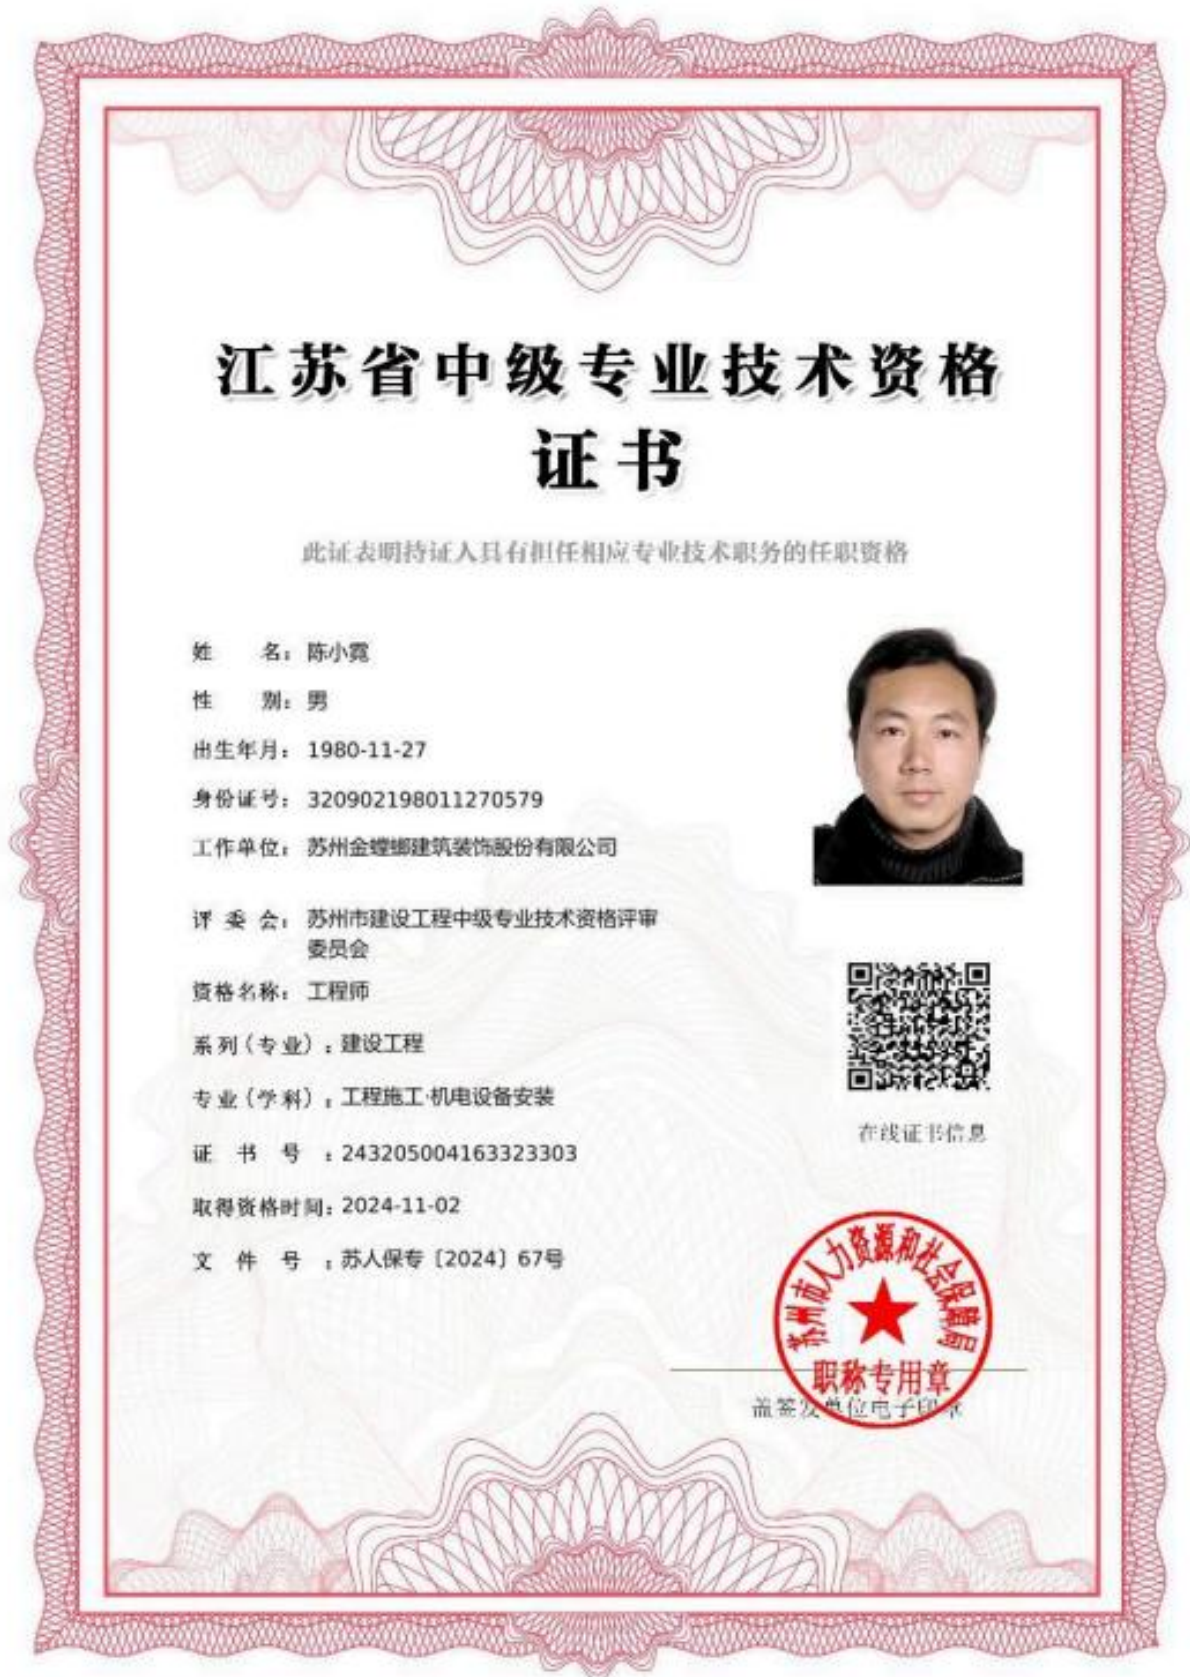 江苏省中级专业技术资格
证书
此证表明持证人具有担任相应专业技术职务的任职资格
姓 名：陈小霓
性 别：男
出生年月：1980-11-27
身份证号：320902198011270579
工作单位：苏州金螳螂建筑装饰股份有限公司
评 委 会：苏州市建设工程中级专业技术资格评审
委员会
资格名称：工程师
系列(专业)：建设工程
专业(学科)：工程施工·机电设备安装
证 书 号：243205004163323303
取得资格时间：2024-11-02
文 件 号：苏人保专〔2024〕67号
在线证书信息
苏州市人力资源和社会保障局
职称专用章
盖签发单位电子印章